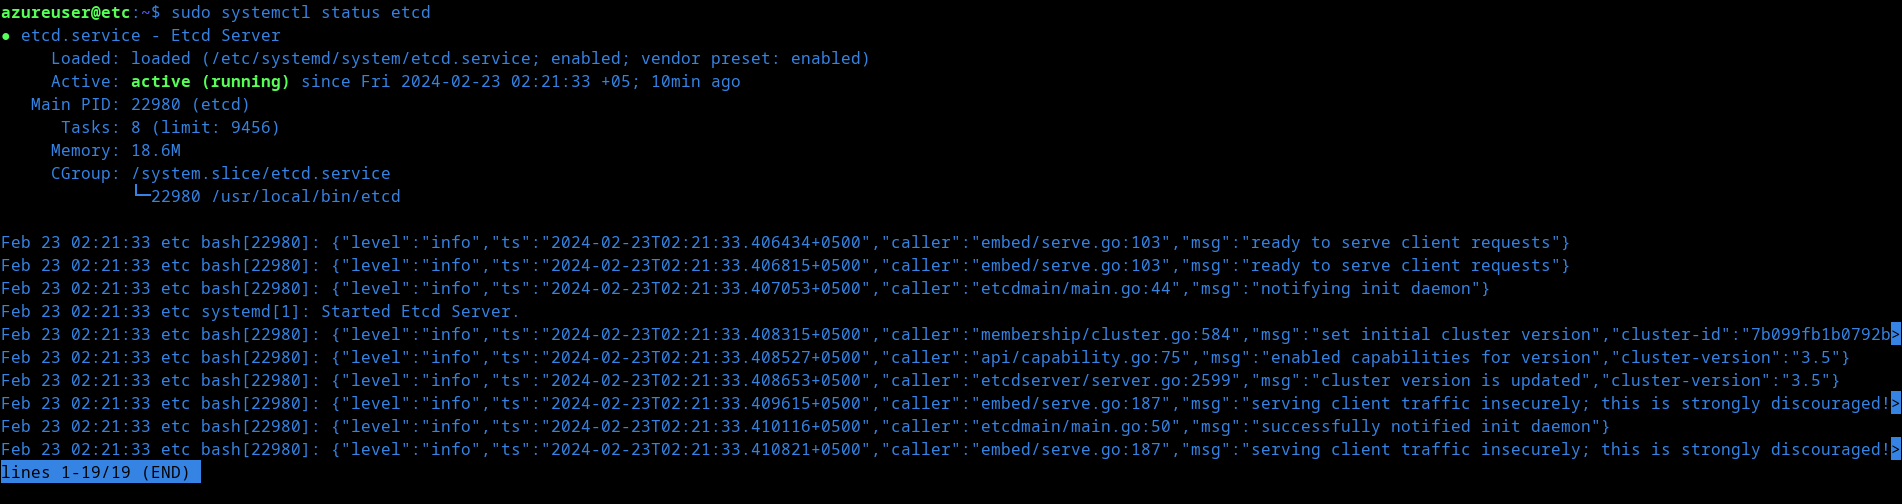 azureuser@etc:~$ sudo systemctl status etcd
● etcd.service - Etcd Server
     Loaded: loaded (/etc/systemd/system/etcd.service; enabled; vendor preset: enabled)
     Active: active (running) since Fri 2024-02-23 02:21:33 +05; 10min ago
   Main PID: 22980 (etcd)
      Tasks: 8 (limit: 9456)
     Memory: 18.6M
     CGroup: /system.slice/etcd.service
             └─22980 /usr/local/bin/etcd

Feb 23 02:21:33 etc bash[22980]: {"level":"info","ts":"2024-02-23T02:21:33.406434+0500","caller":"embed/serve.go:103","msg":"ready to serve client requests"}
Feb 23 02:21:33 etc bash[22980]: {"level":"info","ts":"2024-02-23T02:21:33.406815+0500","caller":"embed/serve.go:103","msg":"ready to serve client requests"}
Feb 23 02:21:33 etc bash[22980]: {"level":"info","ts":"2024-02-23T02:21:33.407053+0500","caller":"etcdmain/main.go:44","msg":"notifying init daemon"}
Feb 23 02:21:33 etc systemd[1]: Started Etcd Server.
Feb 23 02:21:33 etc bash[22980]: {"level":"info","ts":"2024-02-23T02:21:33.408315+0500","caller":"membership/cluster.go:584","msg":"set initial cluster version","cluster-id":"7b099fb1b0792b>
Feb 23 02:21:33 etc bash[22980]: {"level":"info","ts":"2024-02-23T02:21:33.408527+0500","caller":"api/capability.go:75","msg":"enabled capabilities for version","cluster-version":"3.5"}
Feb 23 02:21:33 etc bash[22980]: {"level":"info","ts":"2024-02-23T02:21:33.408653+0500","caller":"etcdserver/server.go:2599","msg":"cluster version is updated","cluster-version":"3.5"}
Feb 23 02:21:33 etc bash[22980]: {"level":"info","ts":"2024-02-23T02:21:33.409615+0500","caller":"embed/serve.go:187","msg":"serving client traffic insecurely; this is strongly discouraged!>
Feb 23 02:21:33 etc bash[22980]: {"level":"info","ts":"2024-02-23T02:21:33.410116+0500","caller":"etcdmain/main.go:50","msg":"successfully notified init daemon"}
Feb 23 02:21:33 etc bash[22980]: {"level":"info","ts":"2024-02-23T02:21:33.410821+0500","caller":"embed/serve.go:187","msg":"serving client traffic insecurely; this is strongly discouraged!>
lines 1-19/19 (END)